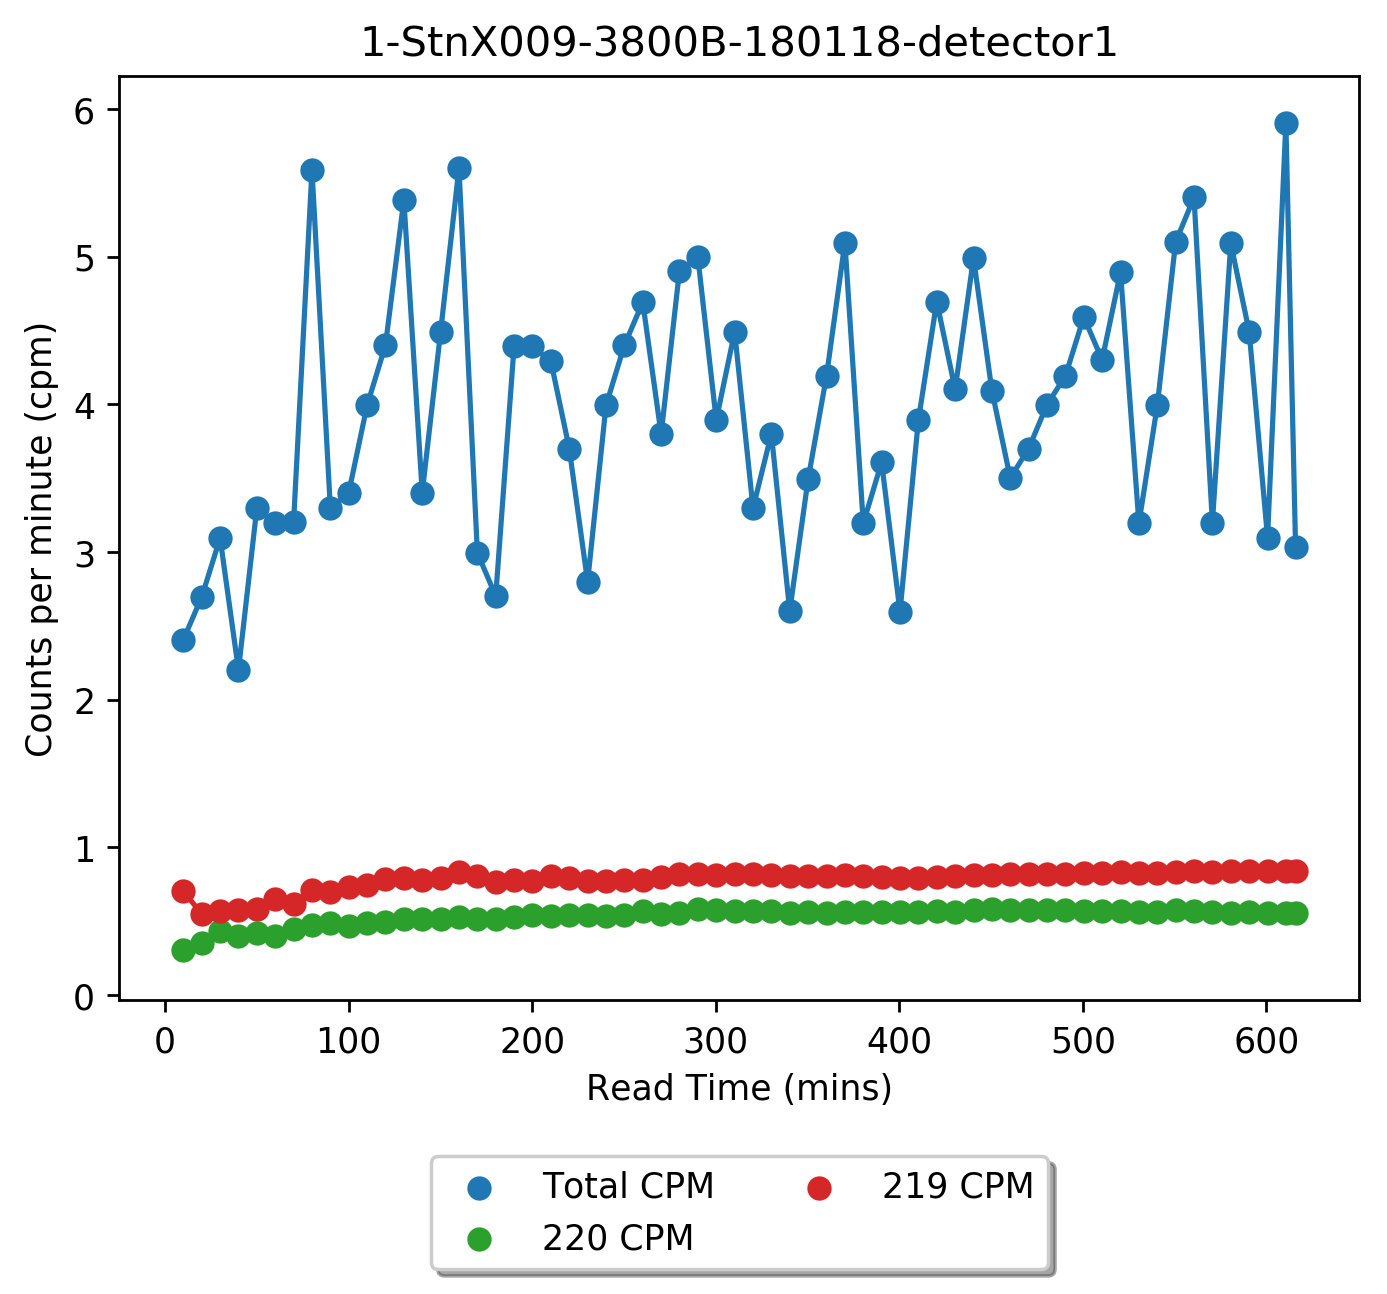 1-StnX009-3800B-180118-detector1
6
5
4
3
2
1
0
Counts per minute (cpm)
0 100 200 300 400 500 600
Read Time (mins)
Total CPM 219 CPM
220 CPM